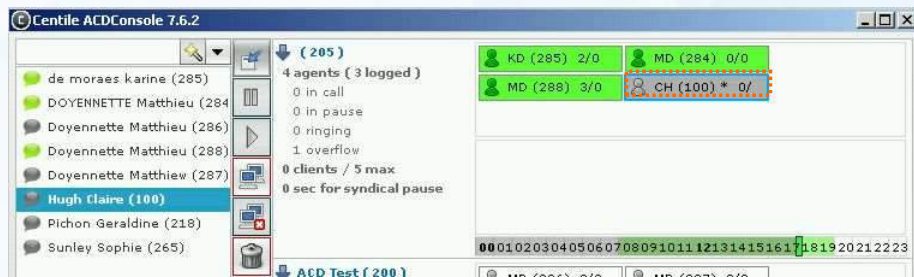 Centile ACDConsole 7.6.2
de moraes karine (285)
DOYENNETTE Matthieu (284
Doyennette Matthieu (286)
Doyennette Matthieu (288)
Doyennette Matthiew (287)
Hugh Claire (100)
Pichon Geraldine (218)
Sunley Sophie (265)
(205)
4 agents ( 3 logged )
0 in call
0 in pause
0 ringing
1 overflow
0 clients / 5 max
0 sec for syndical pause
ACD Test ( 200 )
KD (285) 2/0
MD (284) 0/0
MD (288) 3/0
CH (100) * 0/
000102030405060708091011121314151617181920212223